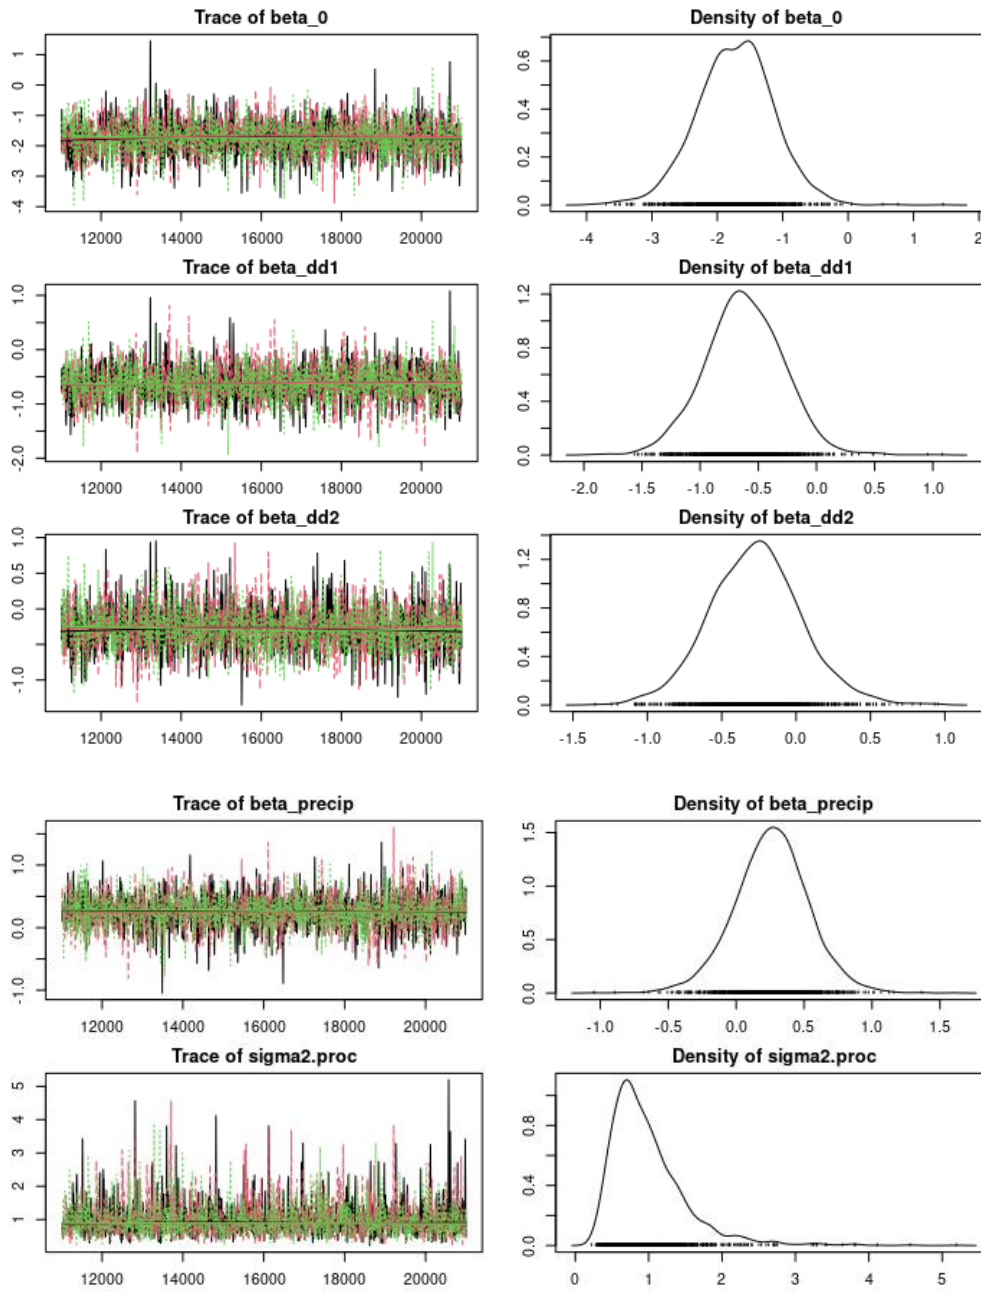 Trace of beta_0 Density of beta_0
1 0 -1 -2 -3 -4
12000 14000 16000 18000 20000
0.6 0.4 0.2 0.0
-4 -3 -2 -1 0 1 2
Trace of beta_dd1 Density of beta_dd1
1.0 0.0 -1.0 -2.0
12000 14000 16000 18000 20000
1.2 0.8 0.4 0.0
-2.0 -1.5 -1.0 -0.5 0.0 0.5 1.0
Trace of beta_dd2 Density of beta_dd2
1.0 0.5 0.0 -1.0
12000 14000 16000 18000 20000
1.2 0.8 0.4 0.0
-1.5 -1.0 -0.5 0.0 0.5 1.0
Trace of beta_precip Density of beta_precip
1.0 0.0 -1.0
12000 14000 16000 18000 20000
1.5 1.0 0.5 0.0
-1.0 -0.5 0.0 0.5 1.0 1.5
Trace of sigma2.proc Density of sigma2.proc
5 4 3 2 1
12000 14000 16000 18000 20000
0.8 0.4 0.0
0 1 2 3 4 5